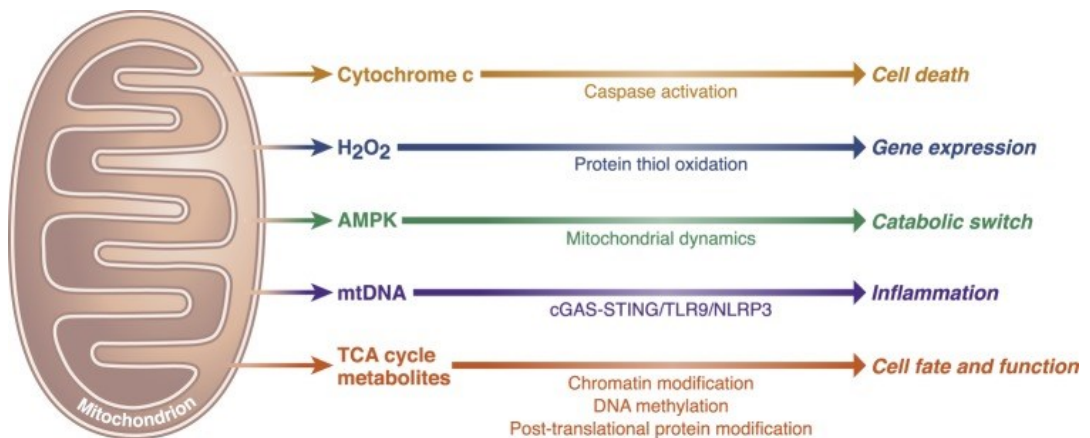 Cytochrome c
Caspase activation
Cell death
H₂O₂
Protein thiol oxidation
Gene expression
AMPK
Mitochondrial dynamics
Catabolic switch
mtDNA
cGAS-STING/TLR9/NLRP3
Inflammation
TCA cycle
metabolites
Chromatin modification
DNA methylation
Post-translational protein modification
Cell fate and function
Mitochondrion